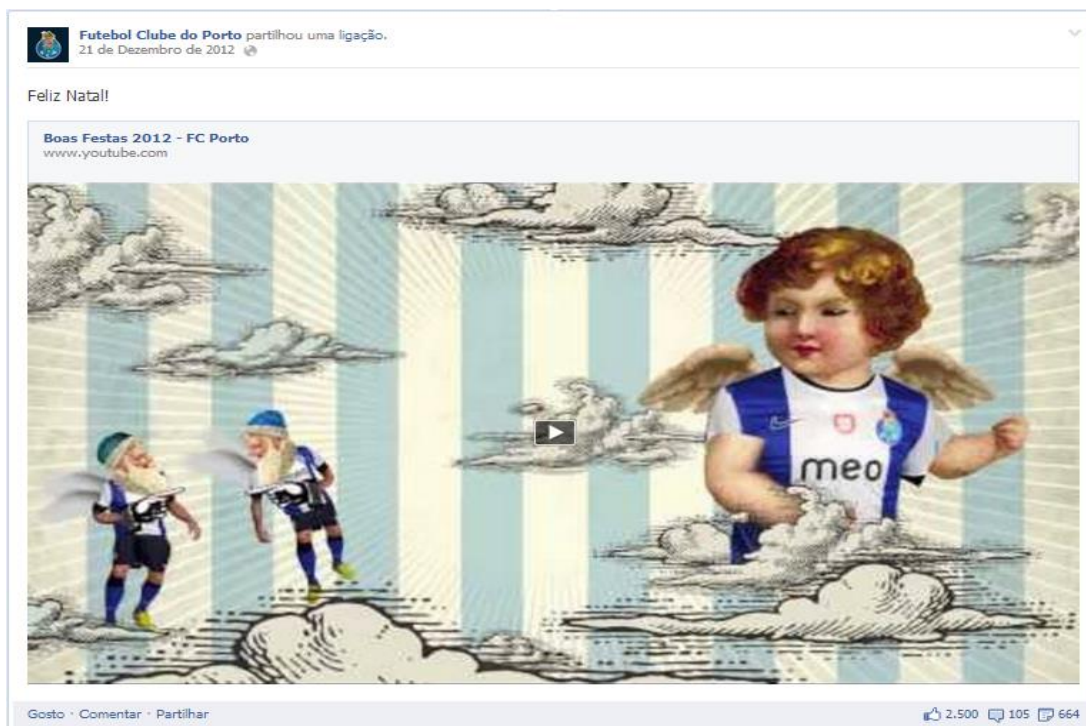 Futebol Clube do Porto partilhou uma ligação.
21 de Dezembro de 2012
Feliz Natal!
Boas Festas 2012 - FC Porto
www.youtube.com
meo
Gosto · Comentar · Partilhar 2.500 105 664